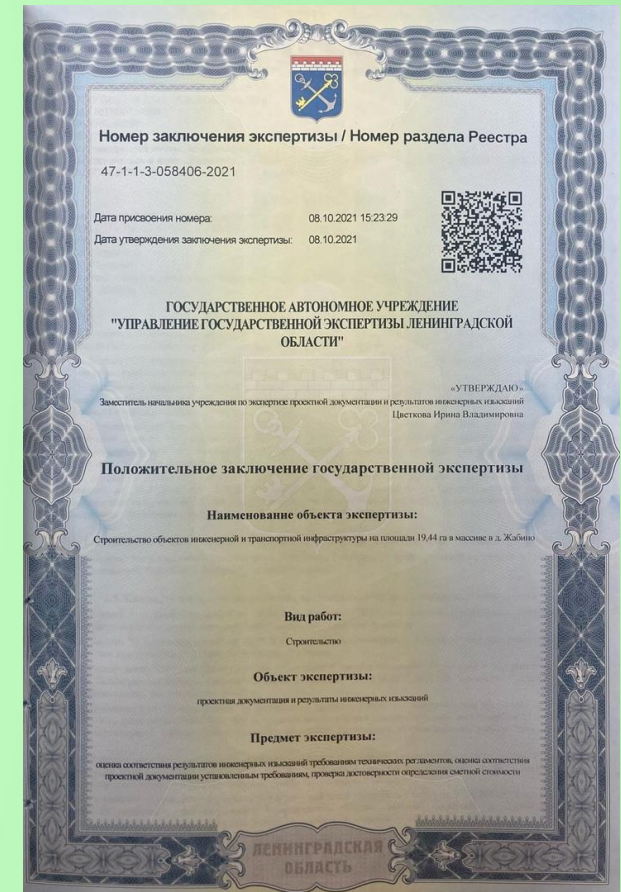 Номер заключения экспертизы / Номер раздела Реестра
47-1-1-3-058406-2021
Дата присвоения номера: 08.10.2021 15:23:29
Дата утверждения заключения экспертизы: 08.10.2021
ГОСУДАРСТВЕННОЕ АВТОНОМНОЕ УЧРЕЖДЕНИЕ
"УПРАВЛЕНИЕ ГОСУДАРСТВЕННОЙ ЭКСПЕРТИЗЫ ЛЕНИНГРАДСКОЙ
ОБЛАСТИ"
«УТВЕРЖДАЮ»
Заместитель начальника учреждения по экспертизе проектной документации и результатов инженерных изысканий
Цветкова Ирина Владимировна
Положительное заключение государственной экспертизы
Наименование объекта экспертизы:
Строительство объектов инженерной и транспортной инфраструктуры на площади 19,44 га в массиве в д. Жабино
Вид работ:
Строительство
Объект экспертизы:
проектная документация и результаты инженерных изысканий
Предмет экспертизы:
оценка соответствия результатов инженерных изысканий требованиям технических регламентов, оценка соответствия
проектной документации установленным требованиям, проверка достоверности определения сметной стоимости
ЛЕНИНГРАДСКАЯ
ОБЛАСТЬ